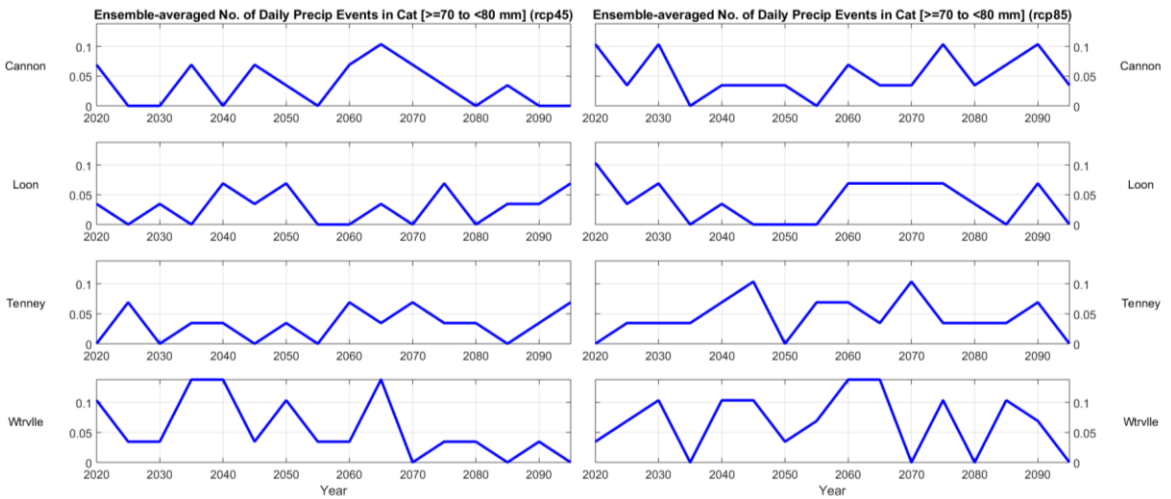 Ensemble-averaged No. of Daily Precip Events in Cat [>=70 to <80 mm] (rcp45)
Cannon
0.1
0.05
0
2020 2030 2040 2050 2060 2070 2080 2090
Loon
0.1
0.05
0
2020 2030 2040 2050 2060 2070 2080 2090
Tenney
0.1
0.05
0
2020 2030 2040 2050 2060 2070 2080 2090
Wtrvlle
0.1
0.05
0
2020 2030 2040 2050 2060 2070 2080 2090
Year
Ensemble-averaged No. of Daily Precip Events in Cat [>=70 to <80 mm] (rcp85)
0.1
Cannon
0.05
0
2020 2030 2040 2050 2060 2070 2080 2090
0.1
Loon
0.05
0
2020 2030 2040 2050 2060 2070 2080 2090
0.1
Tenney
0.05
0
2020 2030 2040 2050 2060 2070 2080 2090
0.1
Wtrvlle
0.05
0
2020 2030 2040 2050 2060 2070 2080 2090
Year